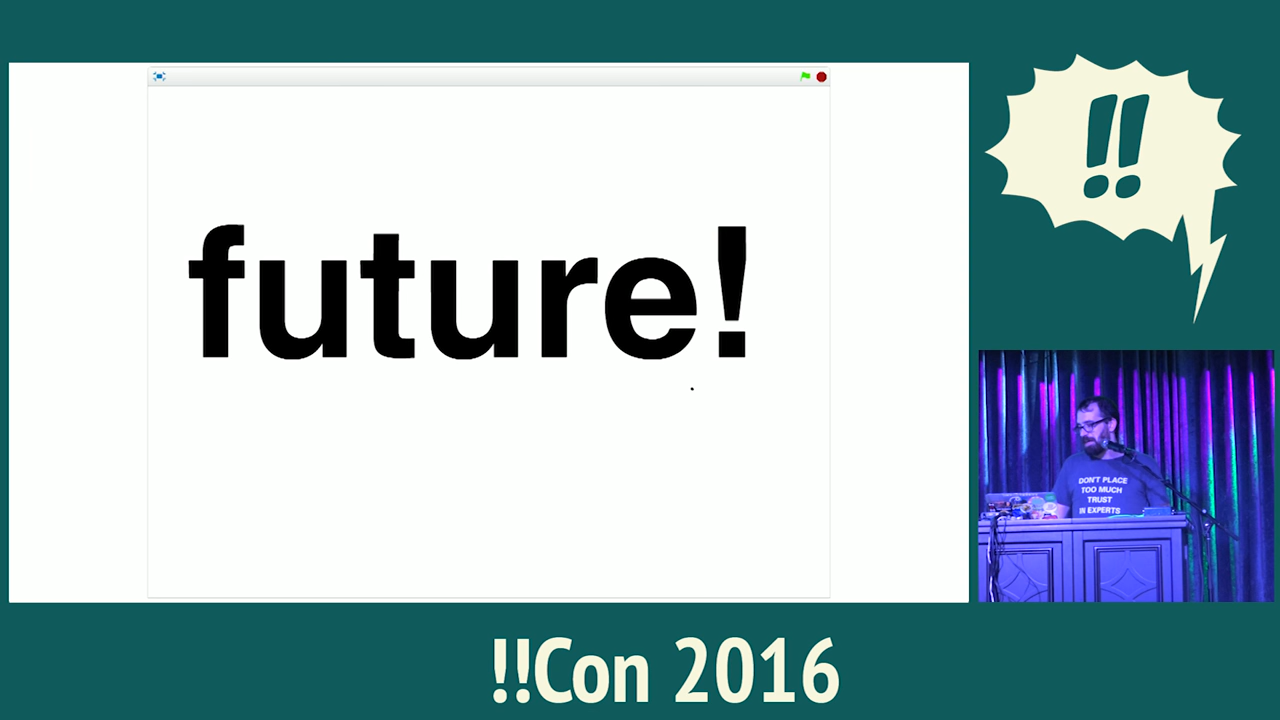 future!
!!
DON'T PLACE
TOO MUCH
TRUST
IN EXPERTS
!!Con 2016